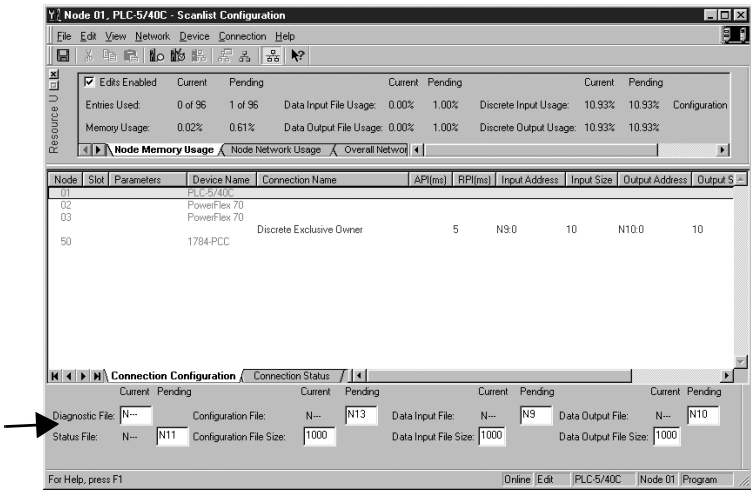 Node 01, PLC-5/40C - Scanlist Configuration
File Edit View Network Device Connection Help
Resource U
Edits Enabled Current Pending Current Pending Current Pending
Entries Used: 0 of 96 1 of 96 Data Input File Usage: 0.00% 1.00% Discrete Input Usage: 10.93% 10.93% Configuration
Memory Usage: 0.02% 0.61% Data Output File Usage: 0.00% 1.00% Discrete Output Usage: 10.93% 10.93%
Node Memory Usage Node Network Usage Overall Networ
Node Slot Parameters Device Name Connection Name API(ms) RPI(ms) Input Address Input Size Output Address Output S
01 PLC-5/40C
02 PowerFlex 70
03 PowerFlex 70
Discrete Exclusive Owner 5 N9:0 10 N10:0 10
50 1784-PCC
Connection Configuration Connection Status
Current Pending Current Pending Current Pending Current Pending
Diagnostic File: N--- Configuration File: N--- N13 Data Input File: N--- N9 Data Output File: N--- N10
Status File: N--- N11 Configuration File Size: 1000 Data Input File Size: 1000 Data Output File Size: 1000
For Help, press F1 Online Edit PLC-5/40C Node 01 Program